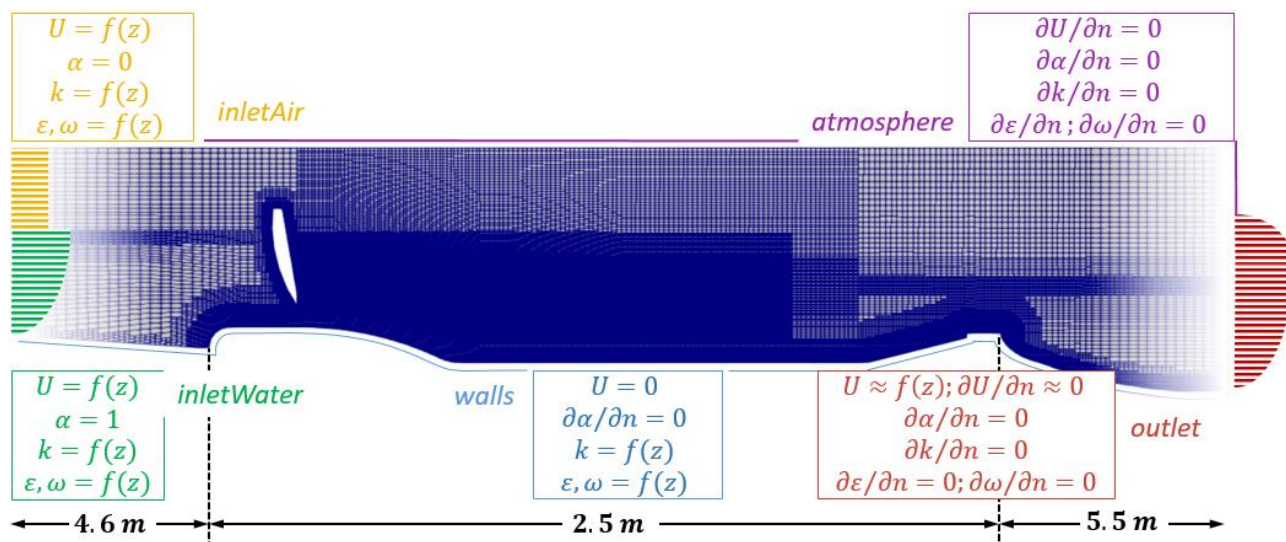 U = f(z)
α = 0
k = f(z)
ε, ω = f(z)
inletAir
atmosphere
∂U/∂n = 0
∂α/∂n = 0
∂k/∂n = 0
∂ε/∂n ; ∂ω/∂n = 0
U = f(z)
α = 1
k = f(z)
ε, ω = f(z)
inletWater
walls
U = 0
∂α/∂n = 0
k = f(z)
ε, ω = f(z)
U ≈ f(z); ∂U/∂n ≈ 0
∂α/∂n = 0
∂k/∂n = 0
∂ε/∂n = 0; ∂ω/∂n = 0
outlet
4.6 m
2.5 m
5.5 m